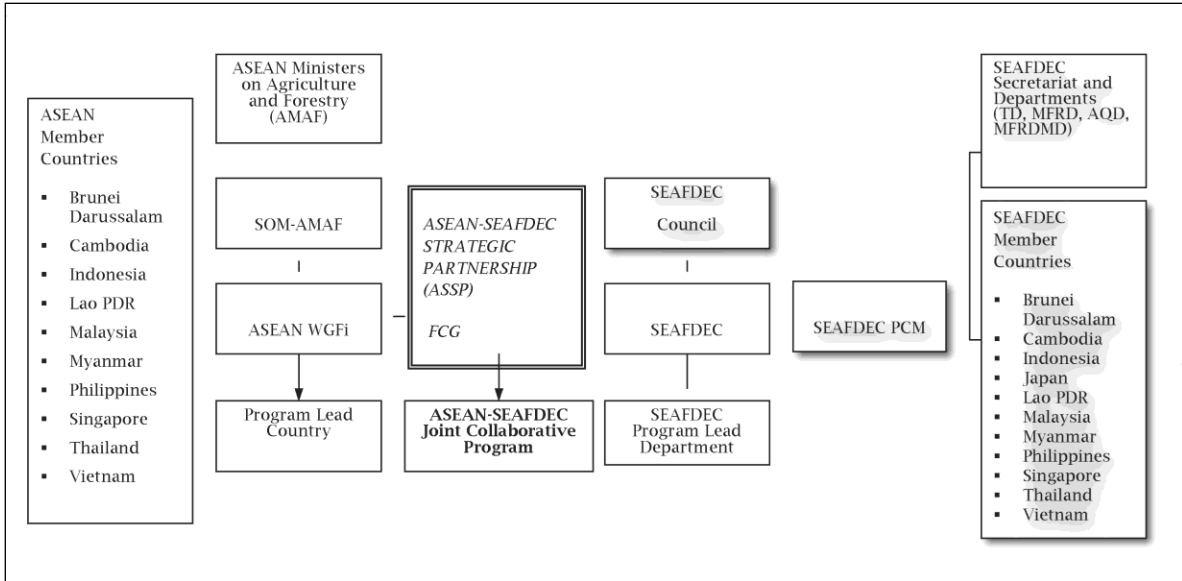 ASEAN
Member
Countries
▪ Brunei
Darussalam
▪ Cambodia
▪ Indonesia
▪ Lao PDR
▪ Malaysia
▪ Myanmar
▪ Philippines
▪ Singapore
▪ Thailand
▪ Vietnam
ASEAN Ministers
on Agriculture
and Forestry
(AMAF)
SOM-AMAF
ASEAN WGFi
Program Lead
Country
ASEAN-SEAFDEC
STRATEGIC
PARTNERSHIP
(ASSP)
FCG
ASEAN-SEAFDEC
Joint Collaborative
Program
SEAFDEC
Council
SEAFDEC
SEAFDEC
Program Lead
Department
SEAFDEC PCM
SEAFDEC
Secretariat and
Departments
(TD, MFRD, AQD,
MFRDMD)
SEAFDEC
Member
Countries
▪ Brunei
Darussalam
▪ Cambodia
▪ Indonesia
▪ Japan
▪ Lao PDR
▪ Malaysia
▪ Myanmar
▪ Philippines
▪ Singapore
▪ Thailand
▪ Vietnam